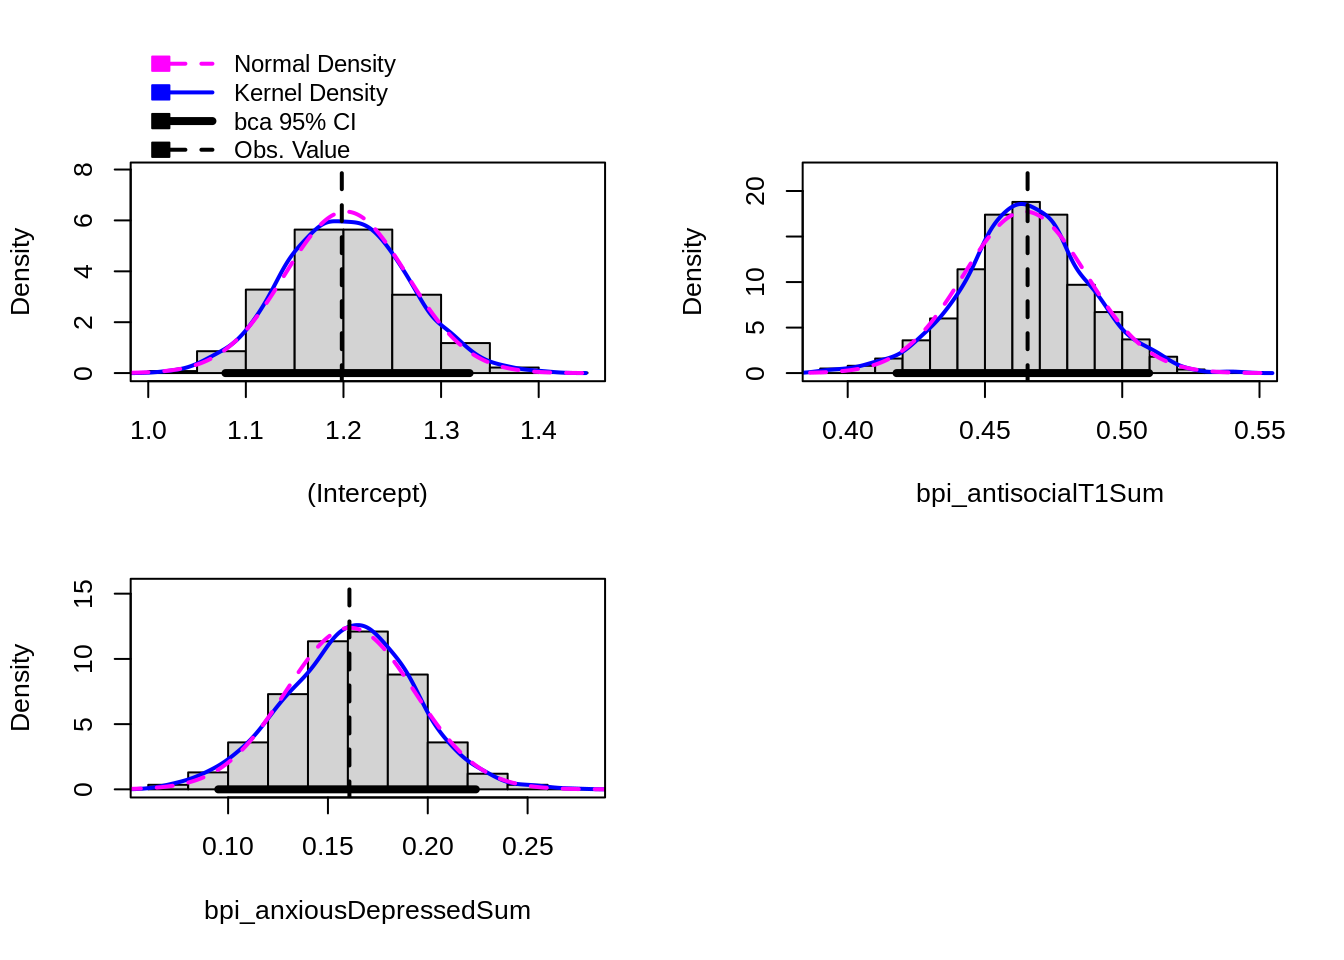 Normal Density
Kernel Density
bca 95% CI
Obs. Value
Density
0 2 4 6 8
1.0 1.1 1.2 1.3 1.4
(Intercept)
Density
0 5 10 20
0.40 0.45 0.50 0.55
bpi_antisocialT1Sum
Density
0 5 10 15
0.10 0.15 0.20 0.25
bpi_anxiousDepressedSum